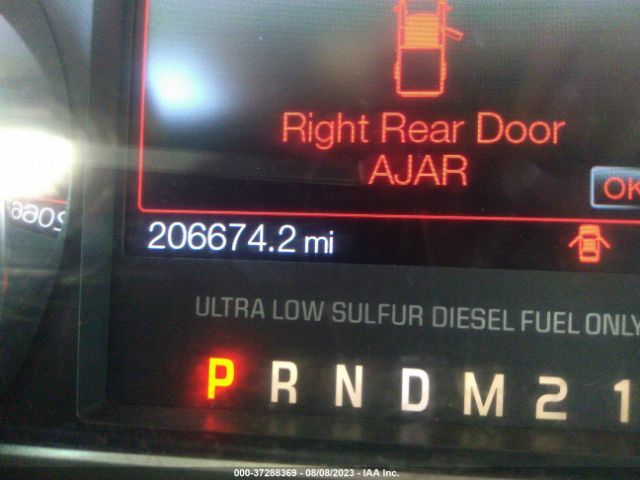 Right Rear Door
AJAR
OK
206674.2 mi
ULTRA LOW SULFUR DIESEL FUEL ONLY
P R N D M 2 1
000-37288369 - 08/08/2023 - IAA Inc.